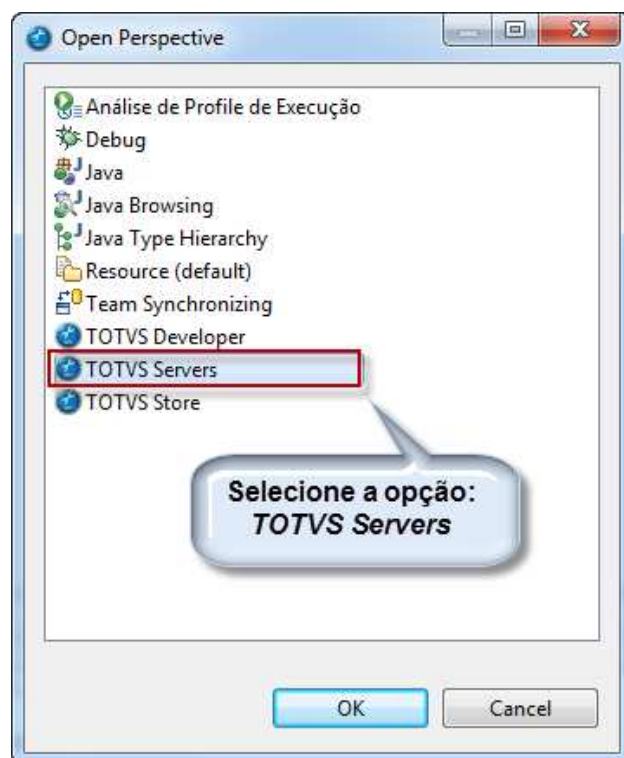 Open Perspective
Análise de Profile de Execução
Debug
Java
Java Browsing
Java Type Hierarchy
Resource (default)
Team Synchronizing
TOTVS Developer
TOTVS Servers
TOTVS Store
Selecione a opção:
TOTVS Servers
OK
Cancel